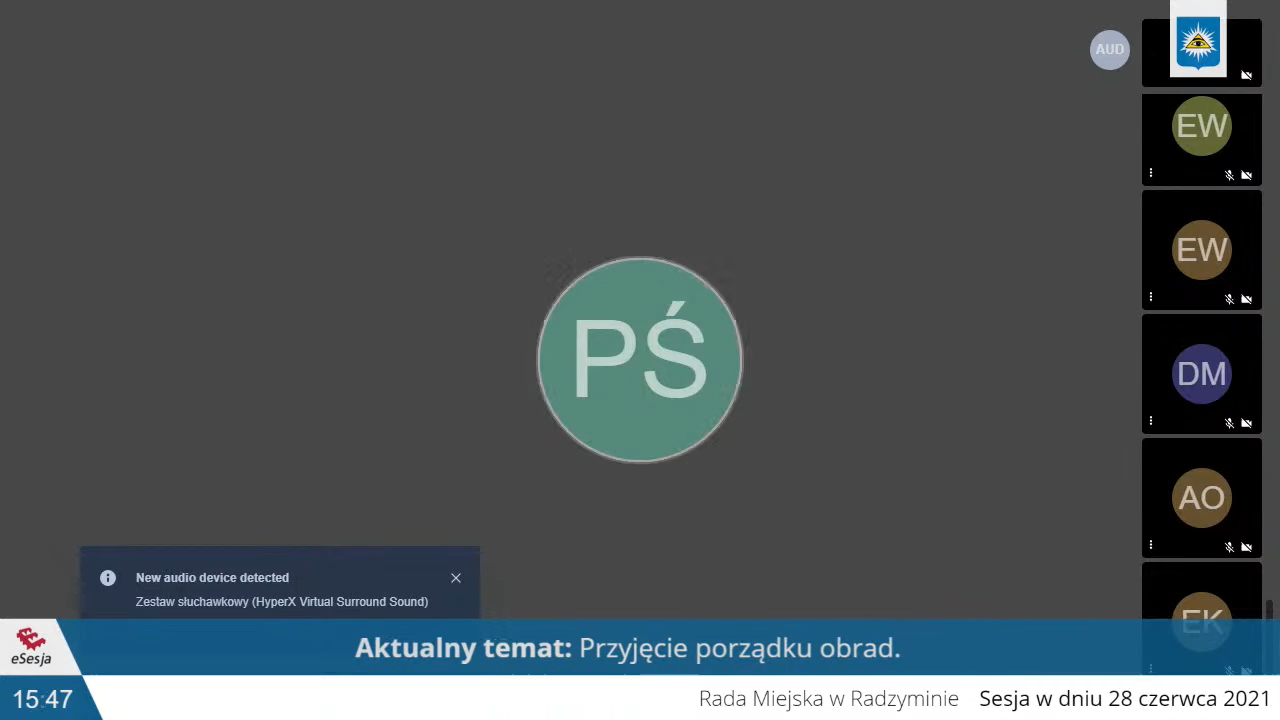 AUD
EW
EW
DM
AO
EK
PŚ
New audio device detected
Zestaw słuchawkowy (HyperX Virtual Surround Sound)
eSesja
Aktualny temat: Przyjęcie porządku obrad.
15:47
Rada Miejska w Radzyminie Sesja w dniu 28 czerwca 2021